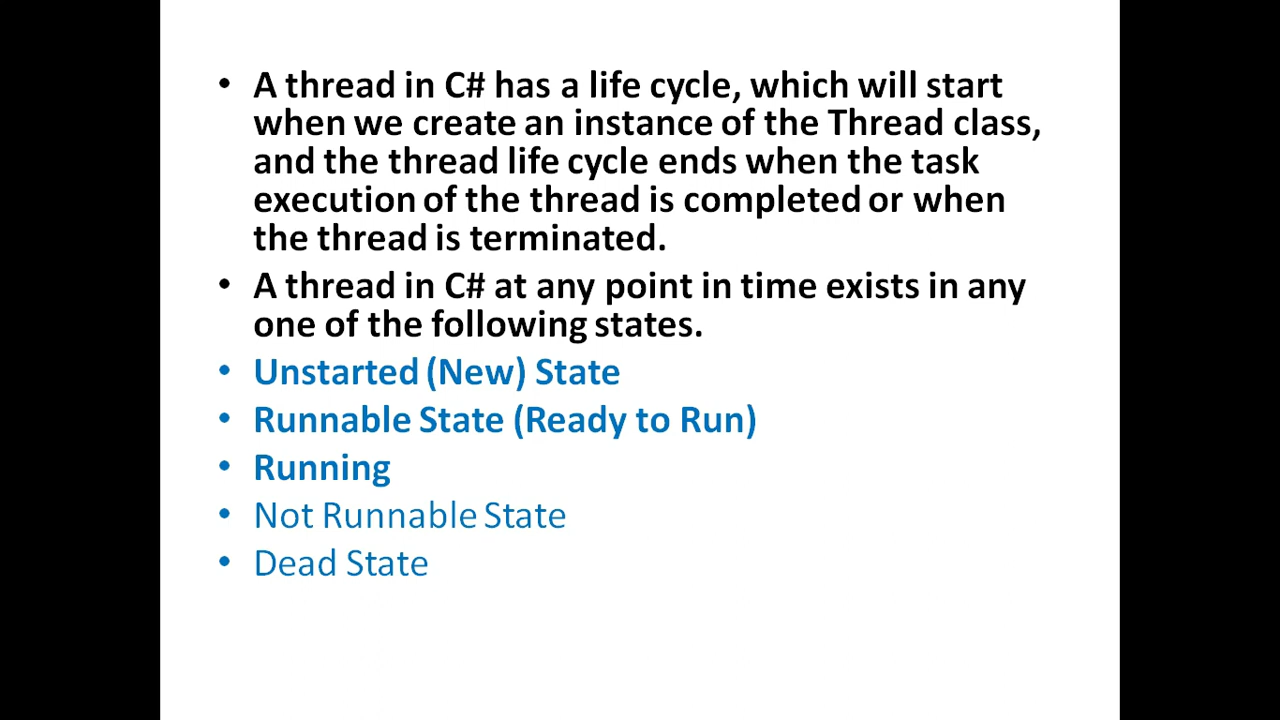 • A thread in C# has a life cycle, which will start
when we create an instance of the Thread class,
and the thread life cycle ends when the task
execution of the thread is completed or when
the thread is terminated.
• A thread in C# at any point in time exists in any
one of the following states.
• Unstarted (New) State
• Runnable State (Ready to Run)
• Running
• Not Runnable State
• Dead State